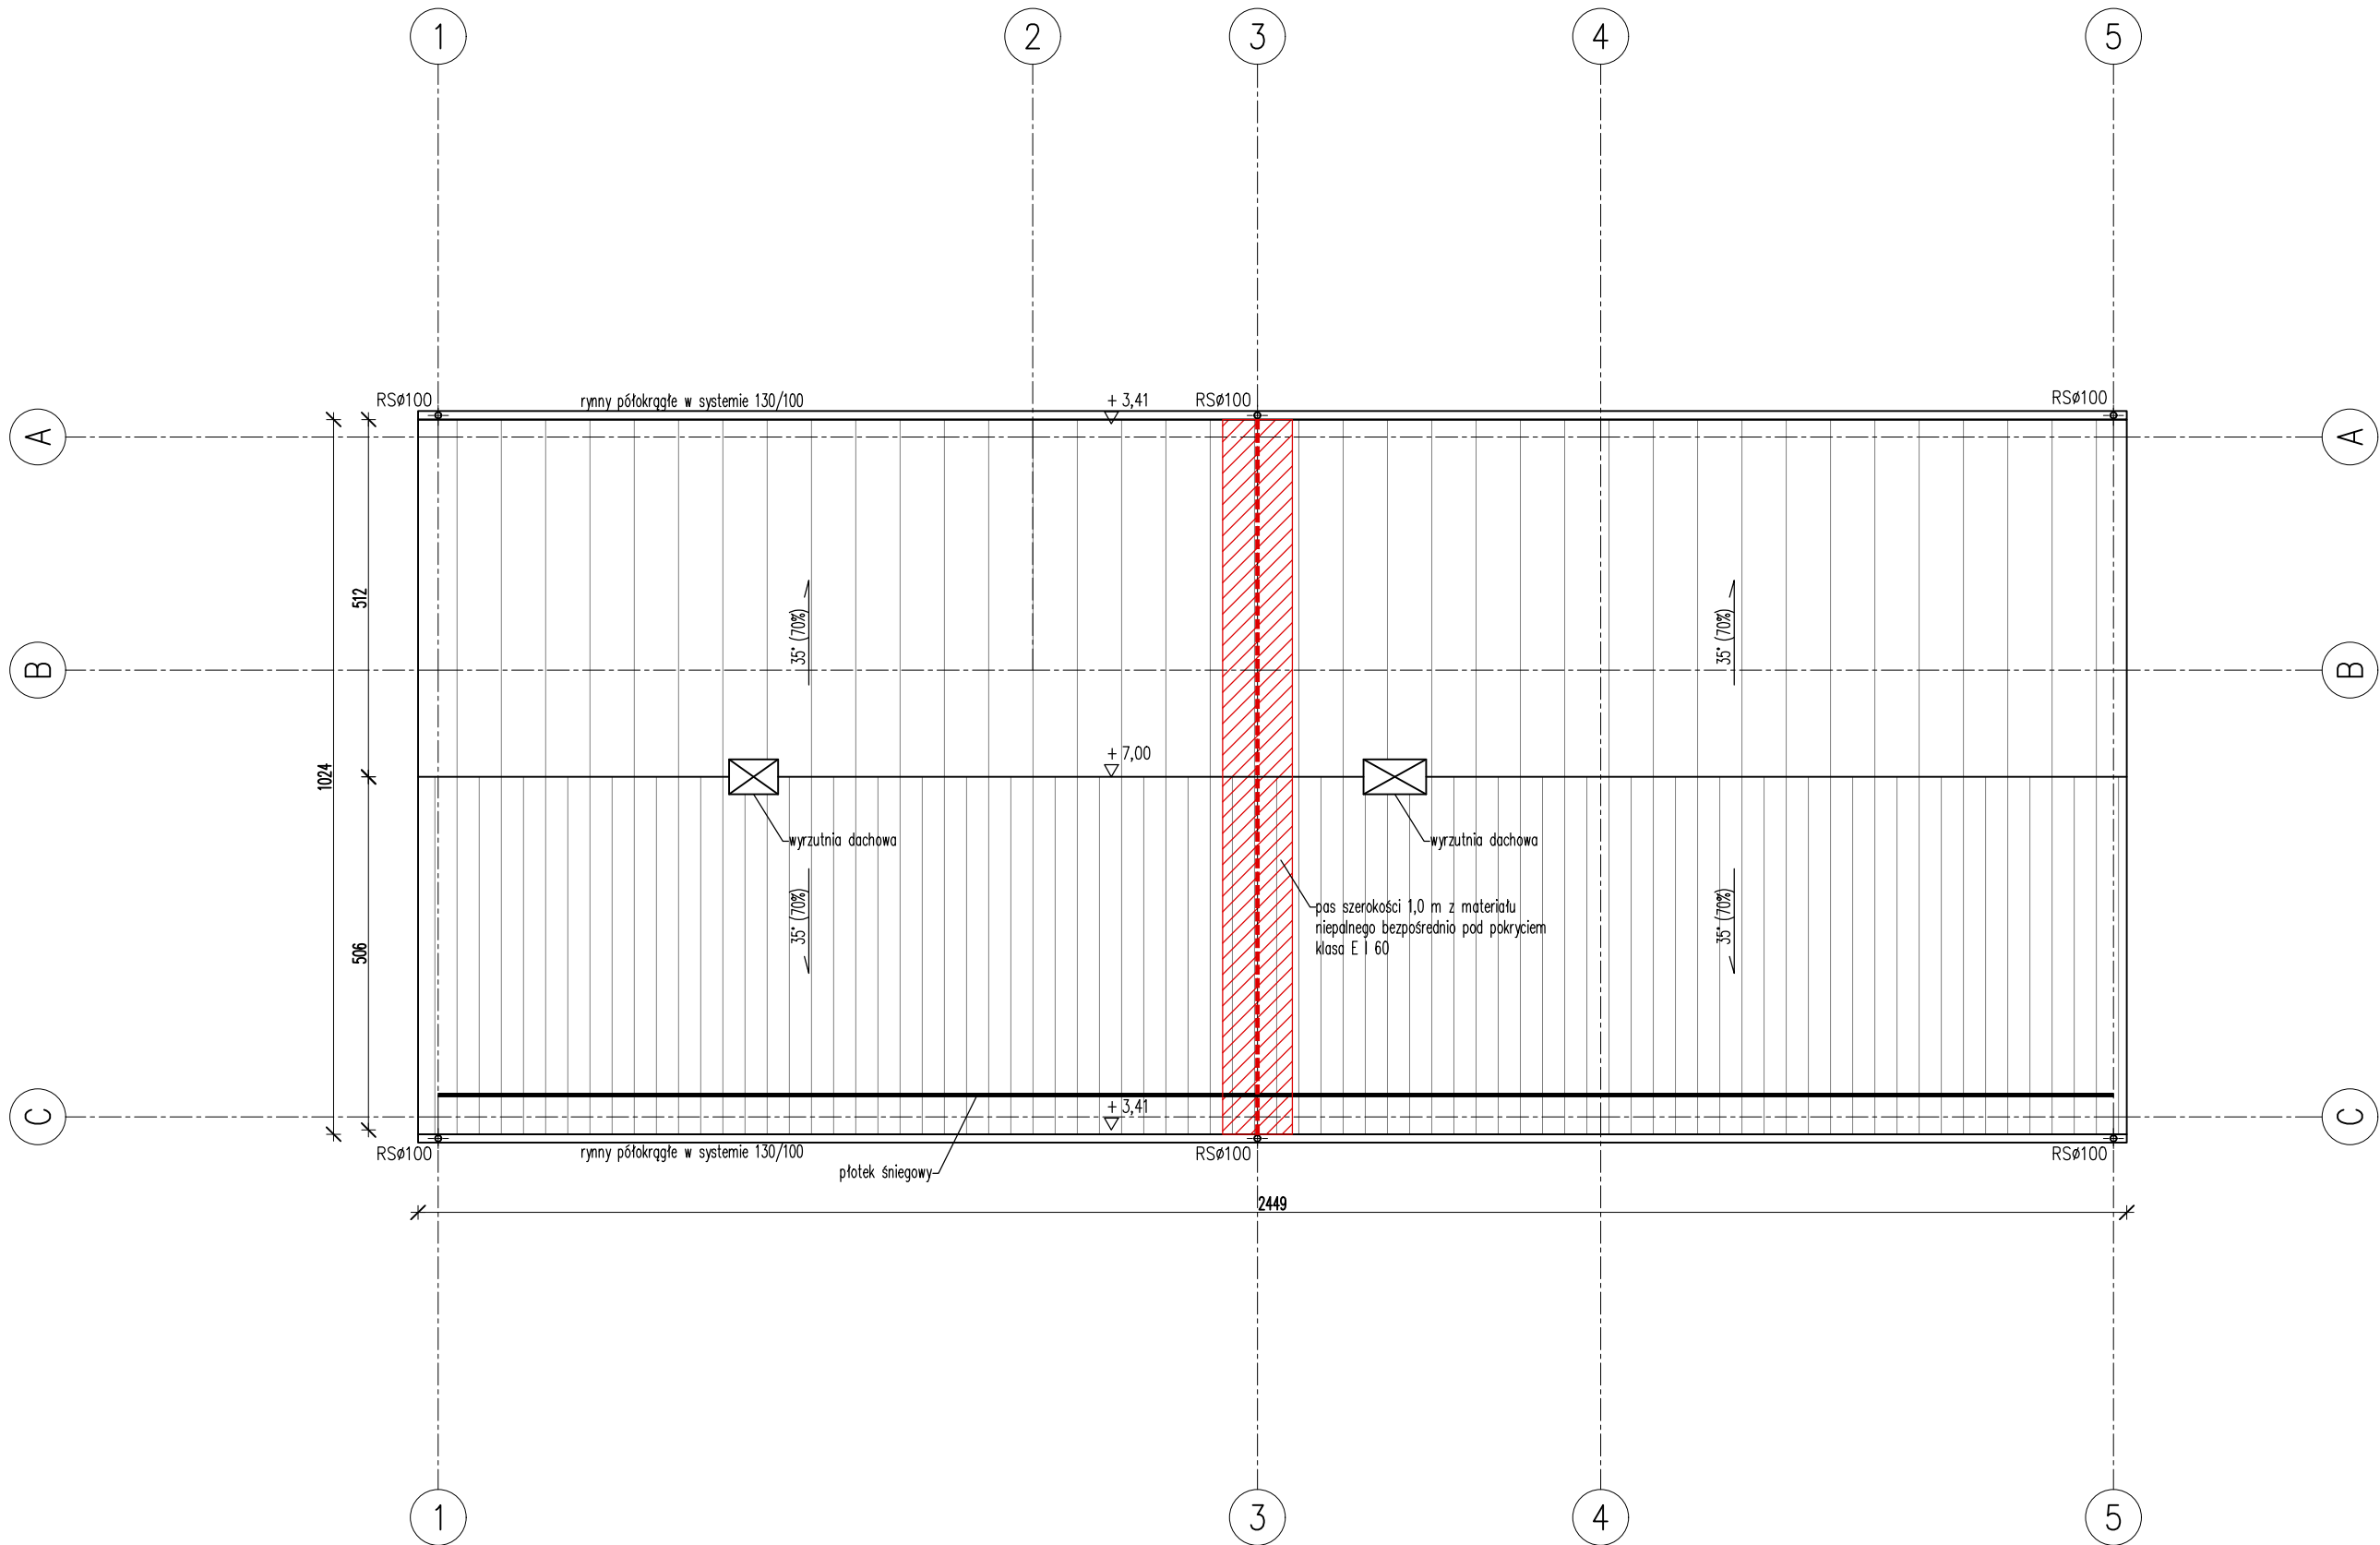 1 2 3 4 5
RSø100 rynny półokrągłe w systemie 130/100 + 3,41 RSø100 RSø100
A A
512
35° (70%) 35° (70%)
B B
+ 7,00
1024
wyrzutnia dachowa wyrzutnia dachowa
35° (70%) 35° (70%)
pas szerokości 1,0 m z materiału
niepalnego bezpośrednio pod pokryciem
klasa E I 60
506
+ 3,41
C C
RSø100 rynny półokrągłe w systemie 130/100 RSø100 RSø100
płotek śniegowy
2449
1 3 4 5